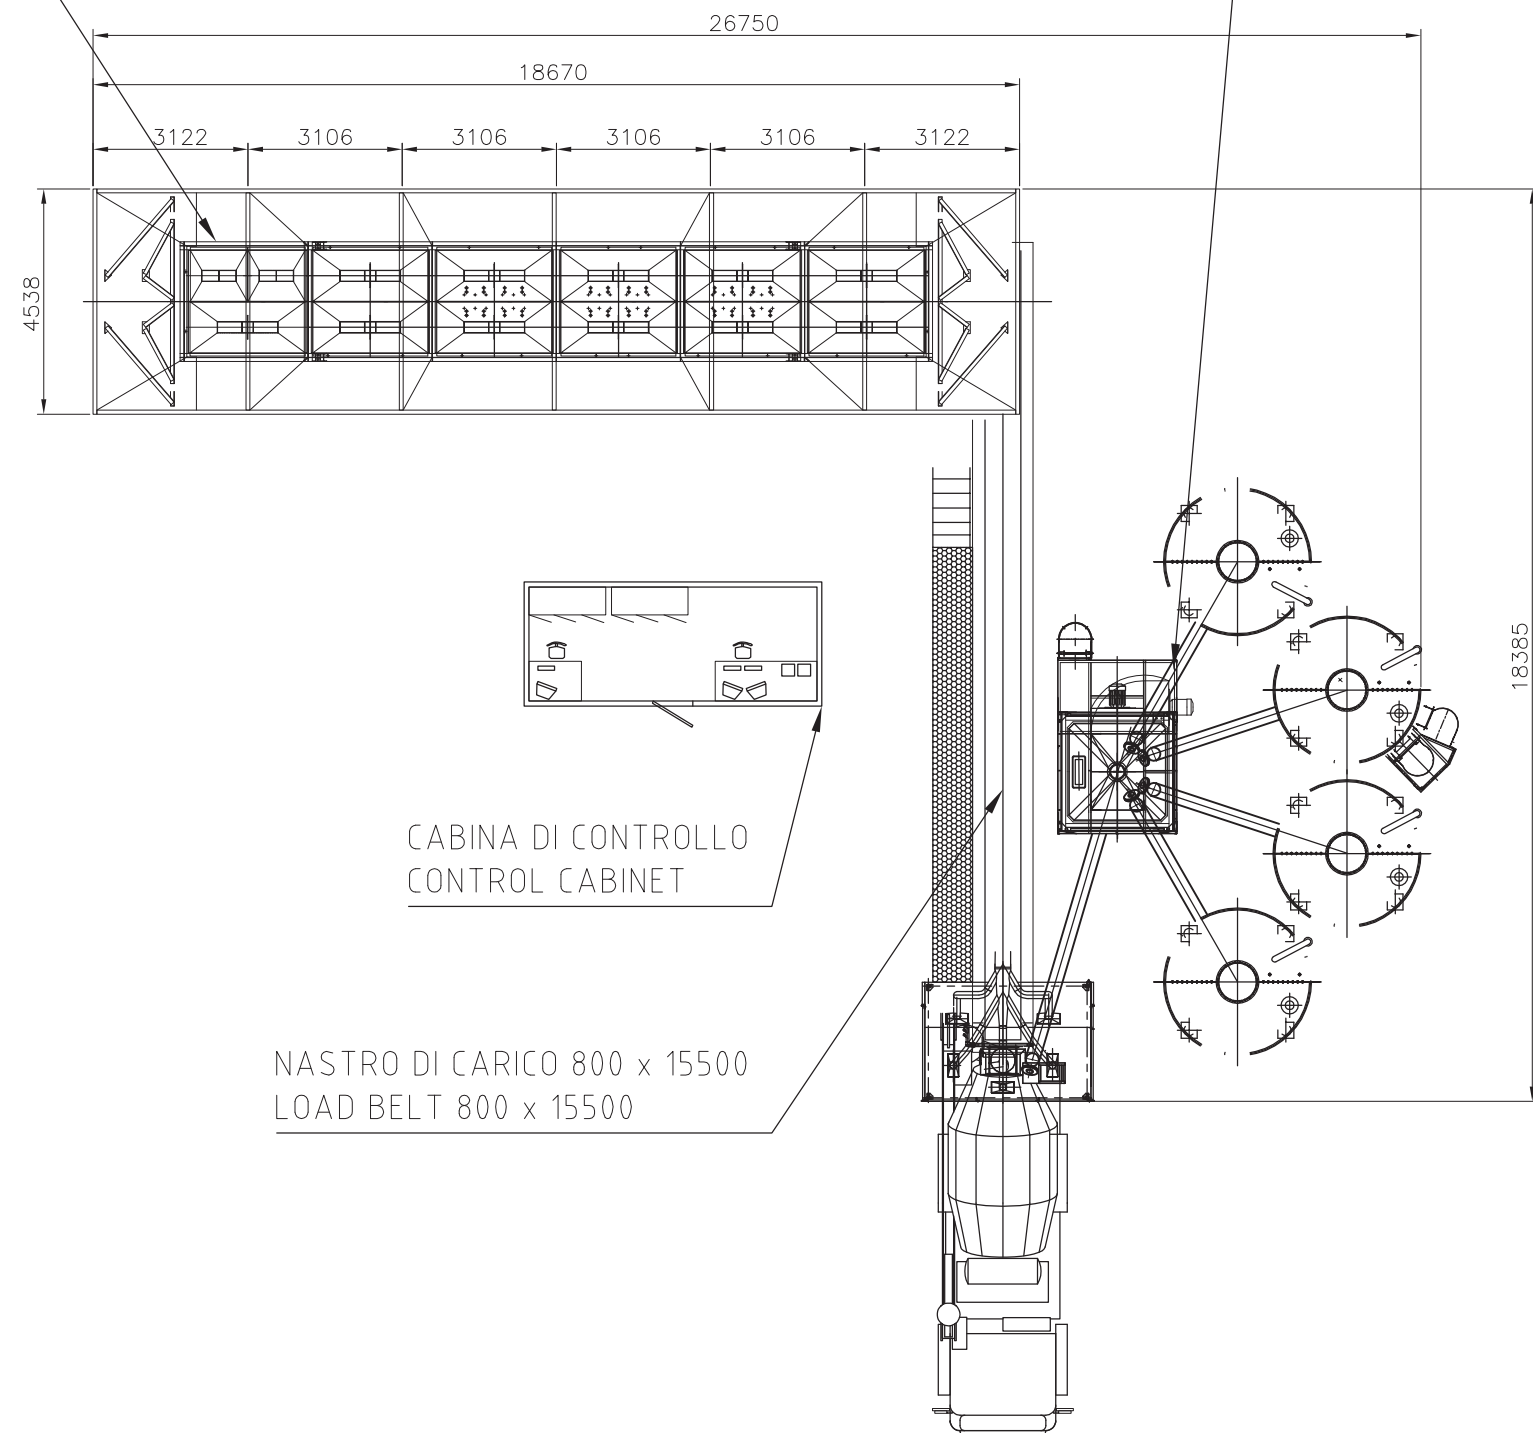 26750
18670
3122 3106 3106 3106 3106 3122
4538
18385
CABINA DI CONTROLLO
CONTROL CABINET
NASTRO DI CARICO 800 x 15500
LOAD BELT 800 x 15500